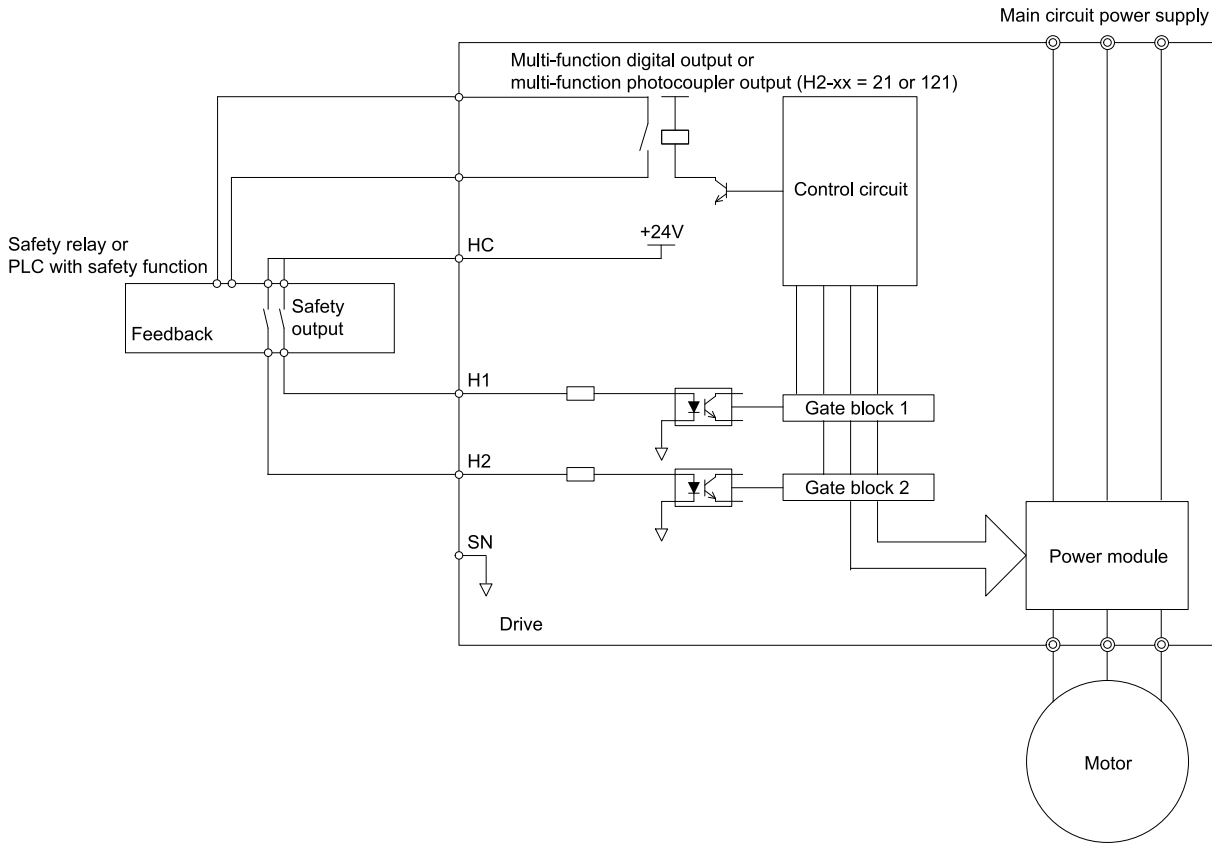 Main circuit power supply
Multi-function digital output or
multi-function photocoupler output (H2-xx = 21 or 121)
Control circuit
+24V
HC
Safety relay or
PLC with safety function
Safety
output
Feedback
H1
Gate block 1
H2
Gate block 2
SN
Power module
Drive
Motor